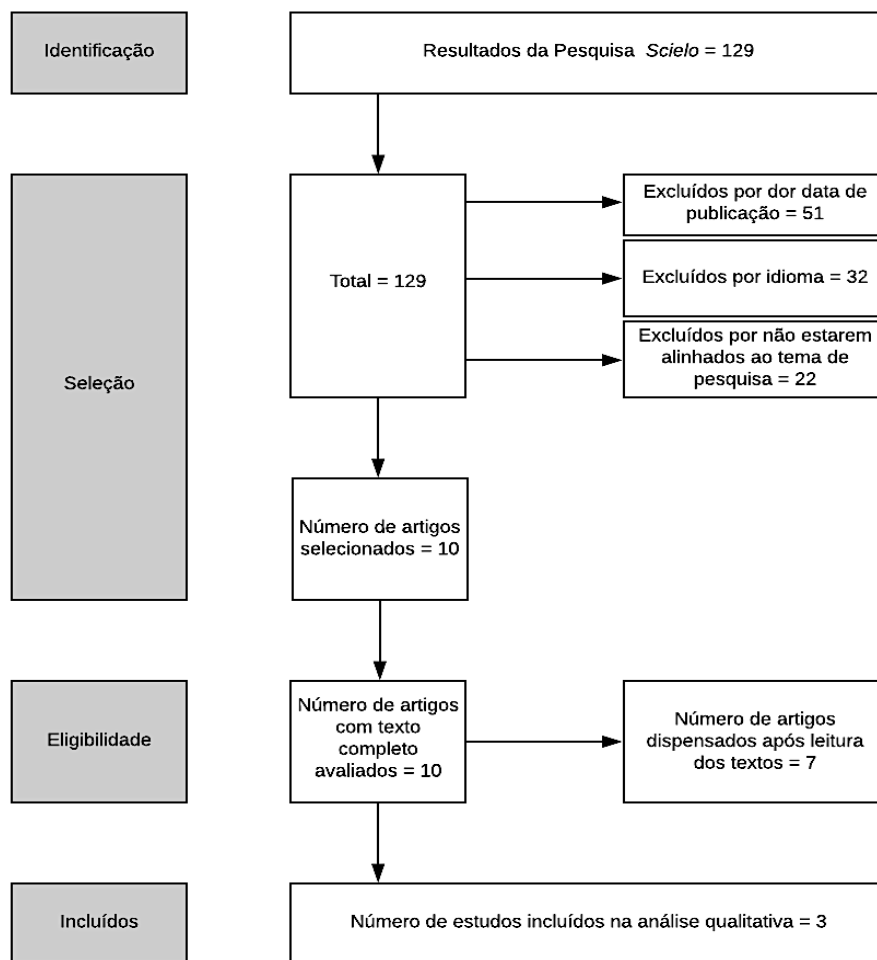 Identificação
Resultados da Pesquisa Scielo = 129
Seleção
Total = 129
Excluídos por dor data de
publicação = 51
Excluídos por idioma = 32
Excluídos por não estarem
alinhados ao tema de
pesquisa = 22
Número de artigos
selecionados = 10
Eligibilidade
Número de artigos
com texto
completo
avaliados = 10
Número de artigos
dispensados após leitura
dos textos = 7
Incluídos
Número de estudos incluídos na análise qualitativa = 3